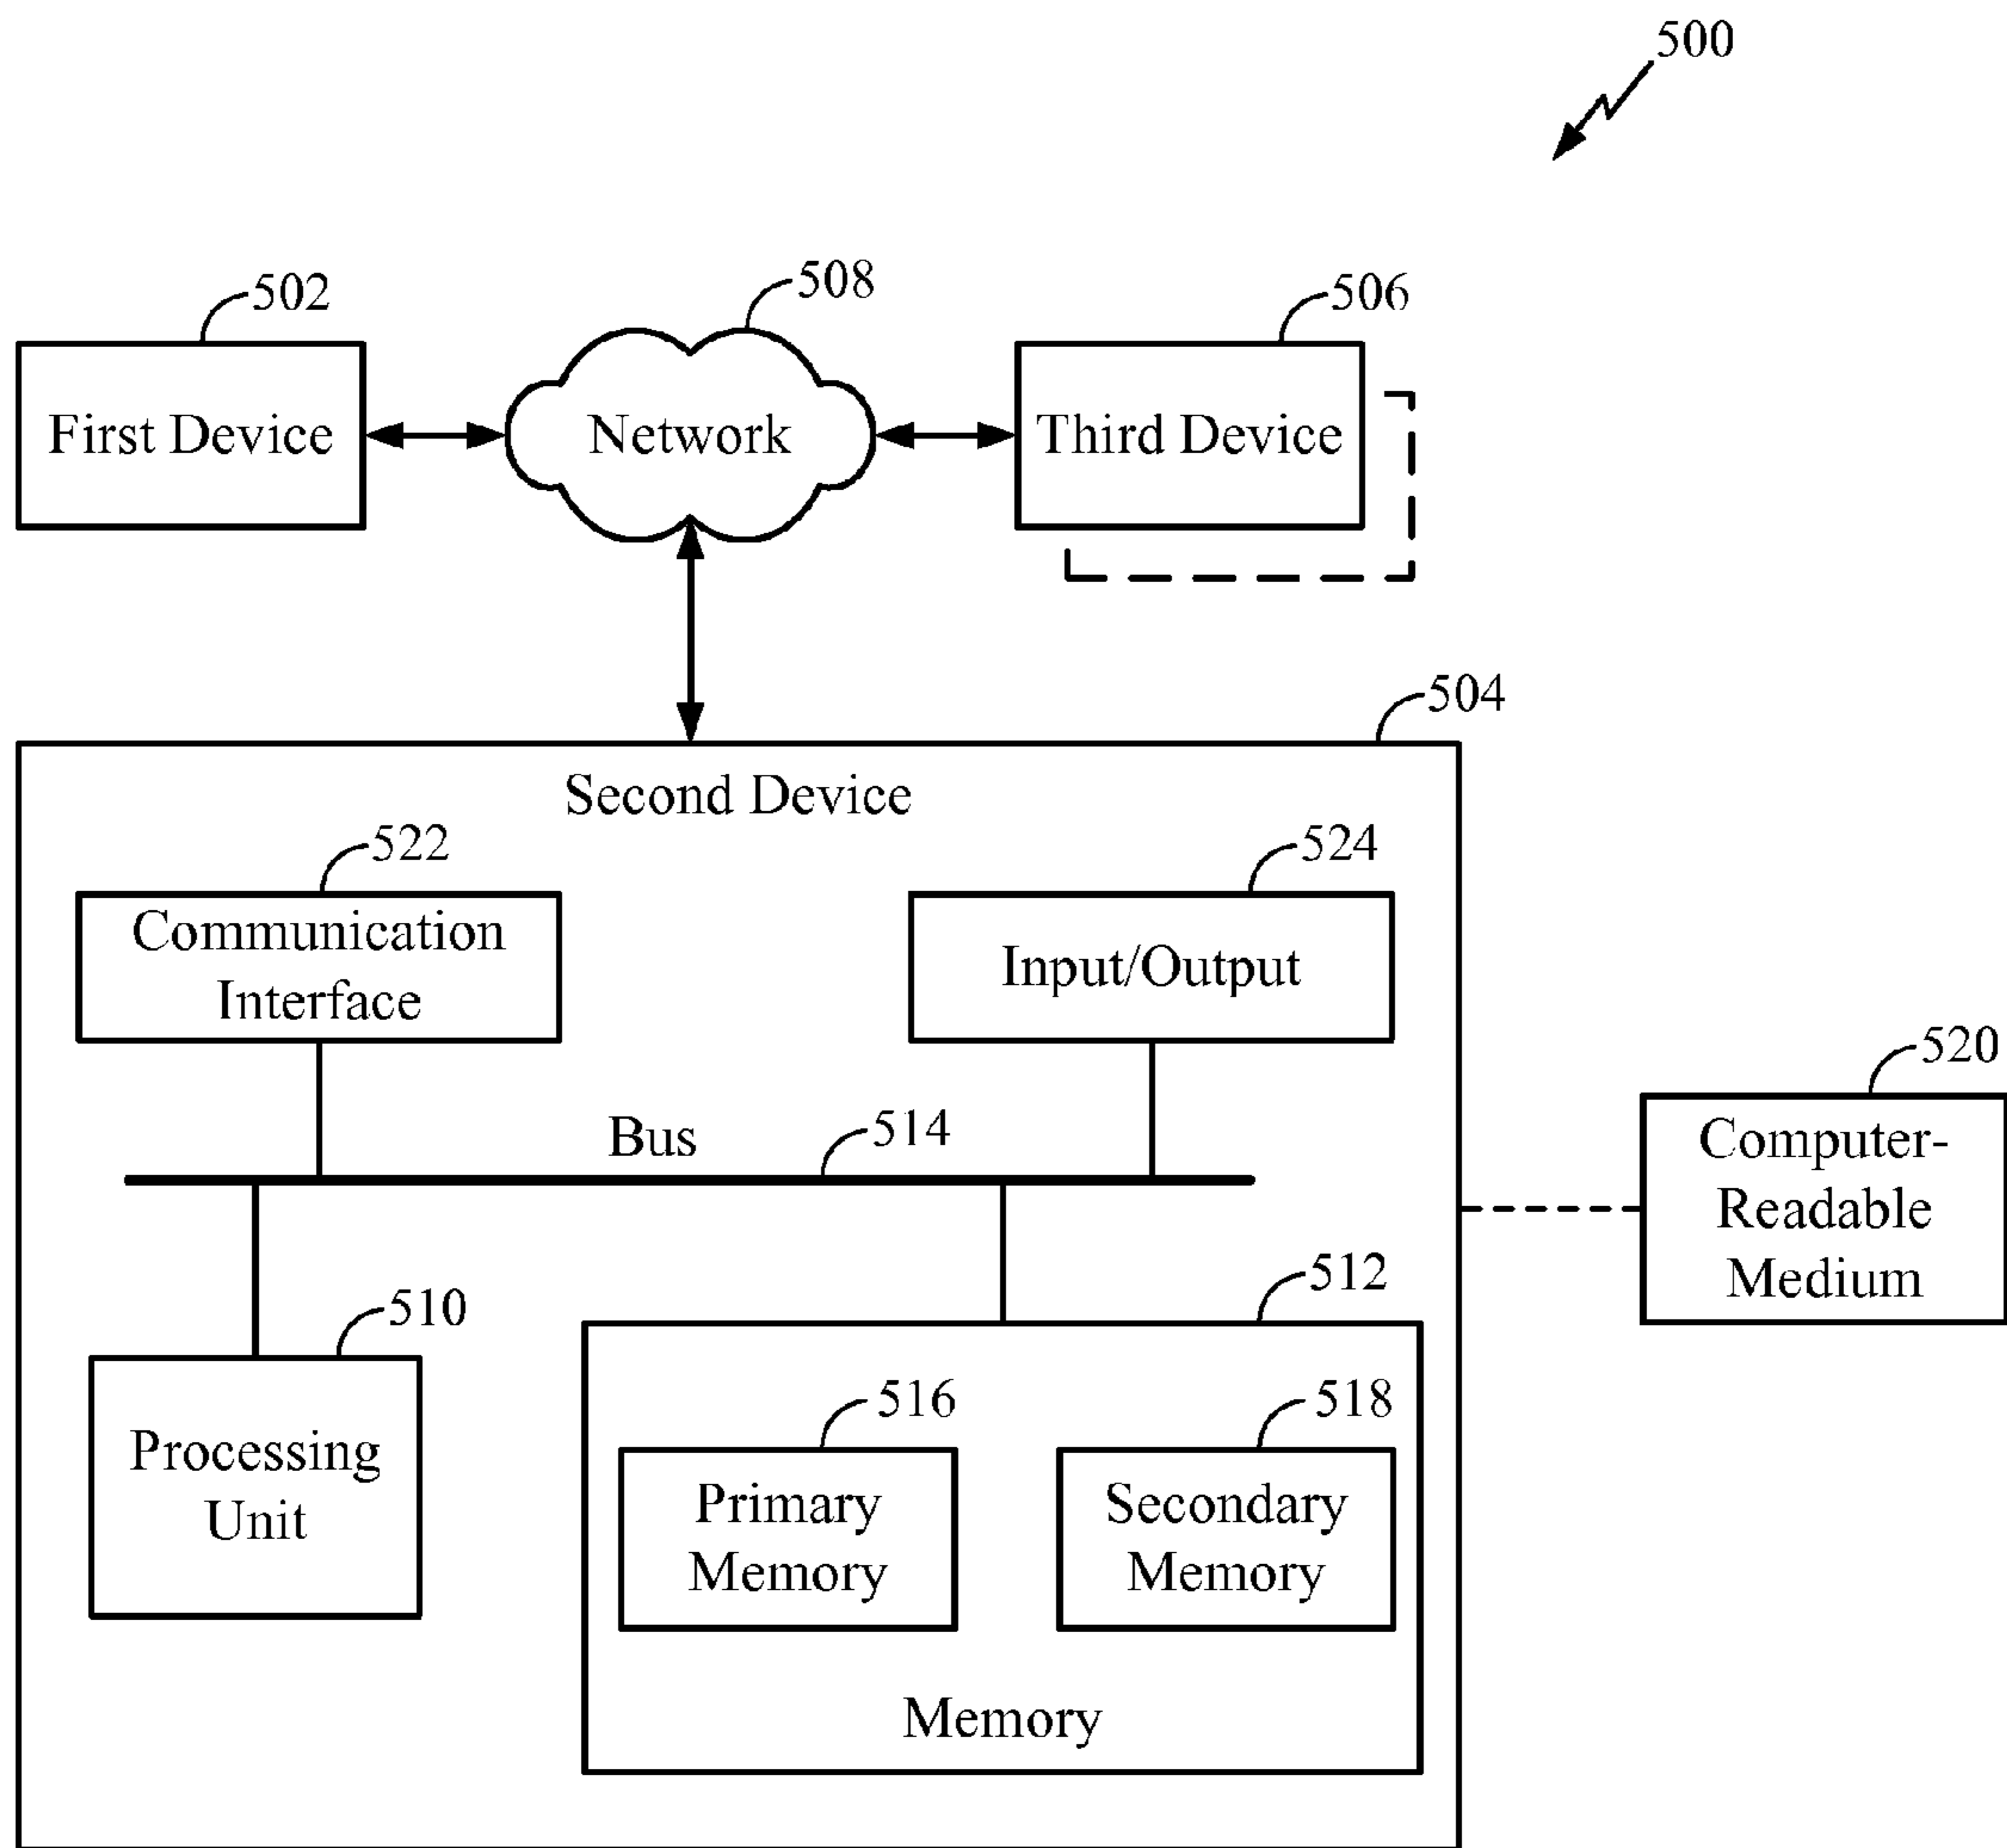 500
502
508
506
First Device
Network
Third Device
504
Second Device
522
524
Communication
Interface
Input/Output
520
Computer-
Readable
Medium
Bus
514
512
510
Processing
Unit
516
518
Primary
Memory
Secondary
Memory
Memory